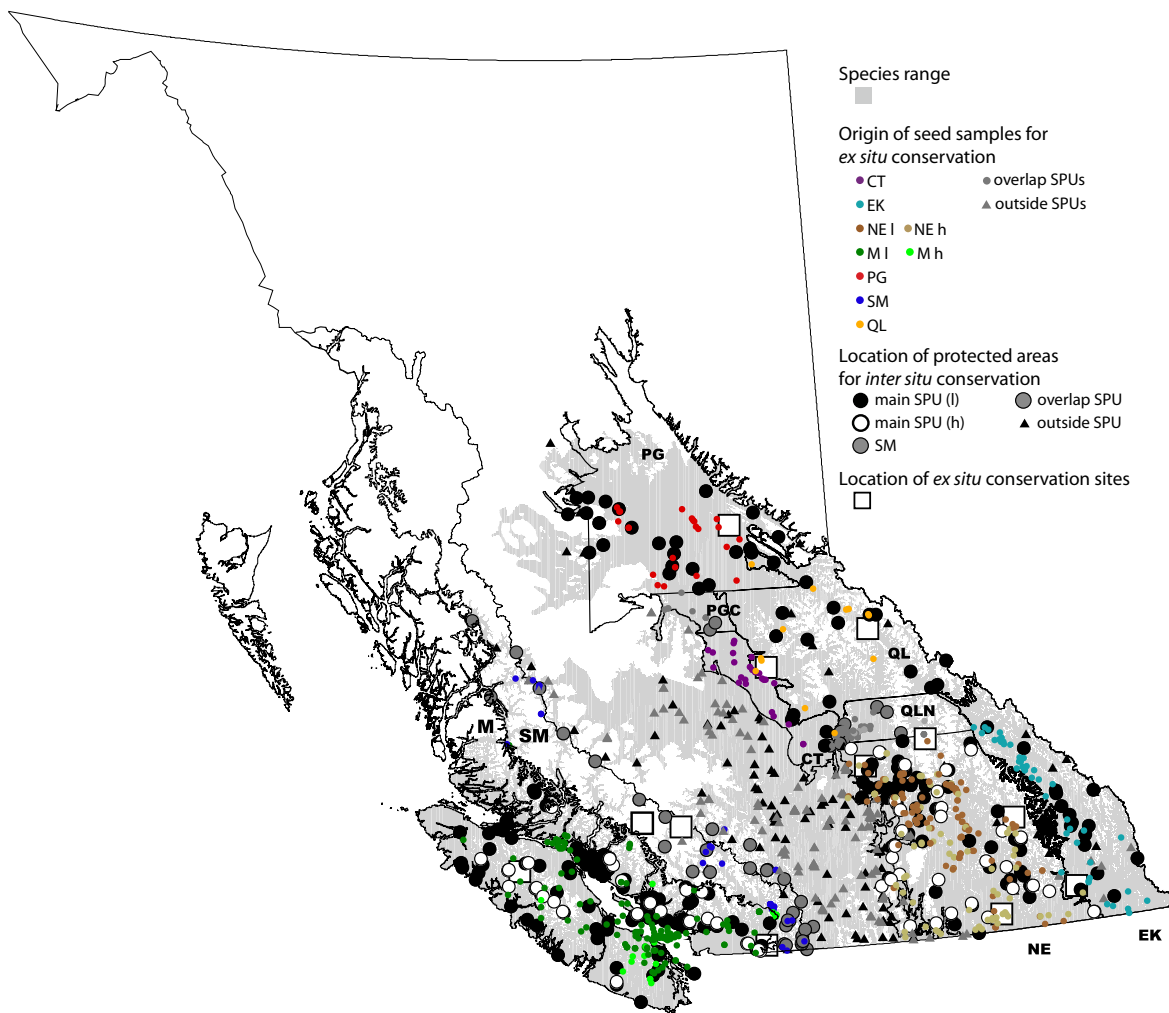 Species range
Origin of seed samples for
ex situ conservation
CT
overlap SPUs
EK
outside SPUs
NE l
NE h
M l
M h
PG
SM
QL
Location of protected areas
for inter situ conservation
main SPU (l)
overlap SPU
main SPU (h)
outside SPU
SM
Location of ex situ conservation sites
PG
PGC
QL
QLN
M
SM
CT
NE
EK